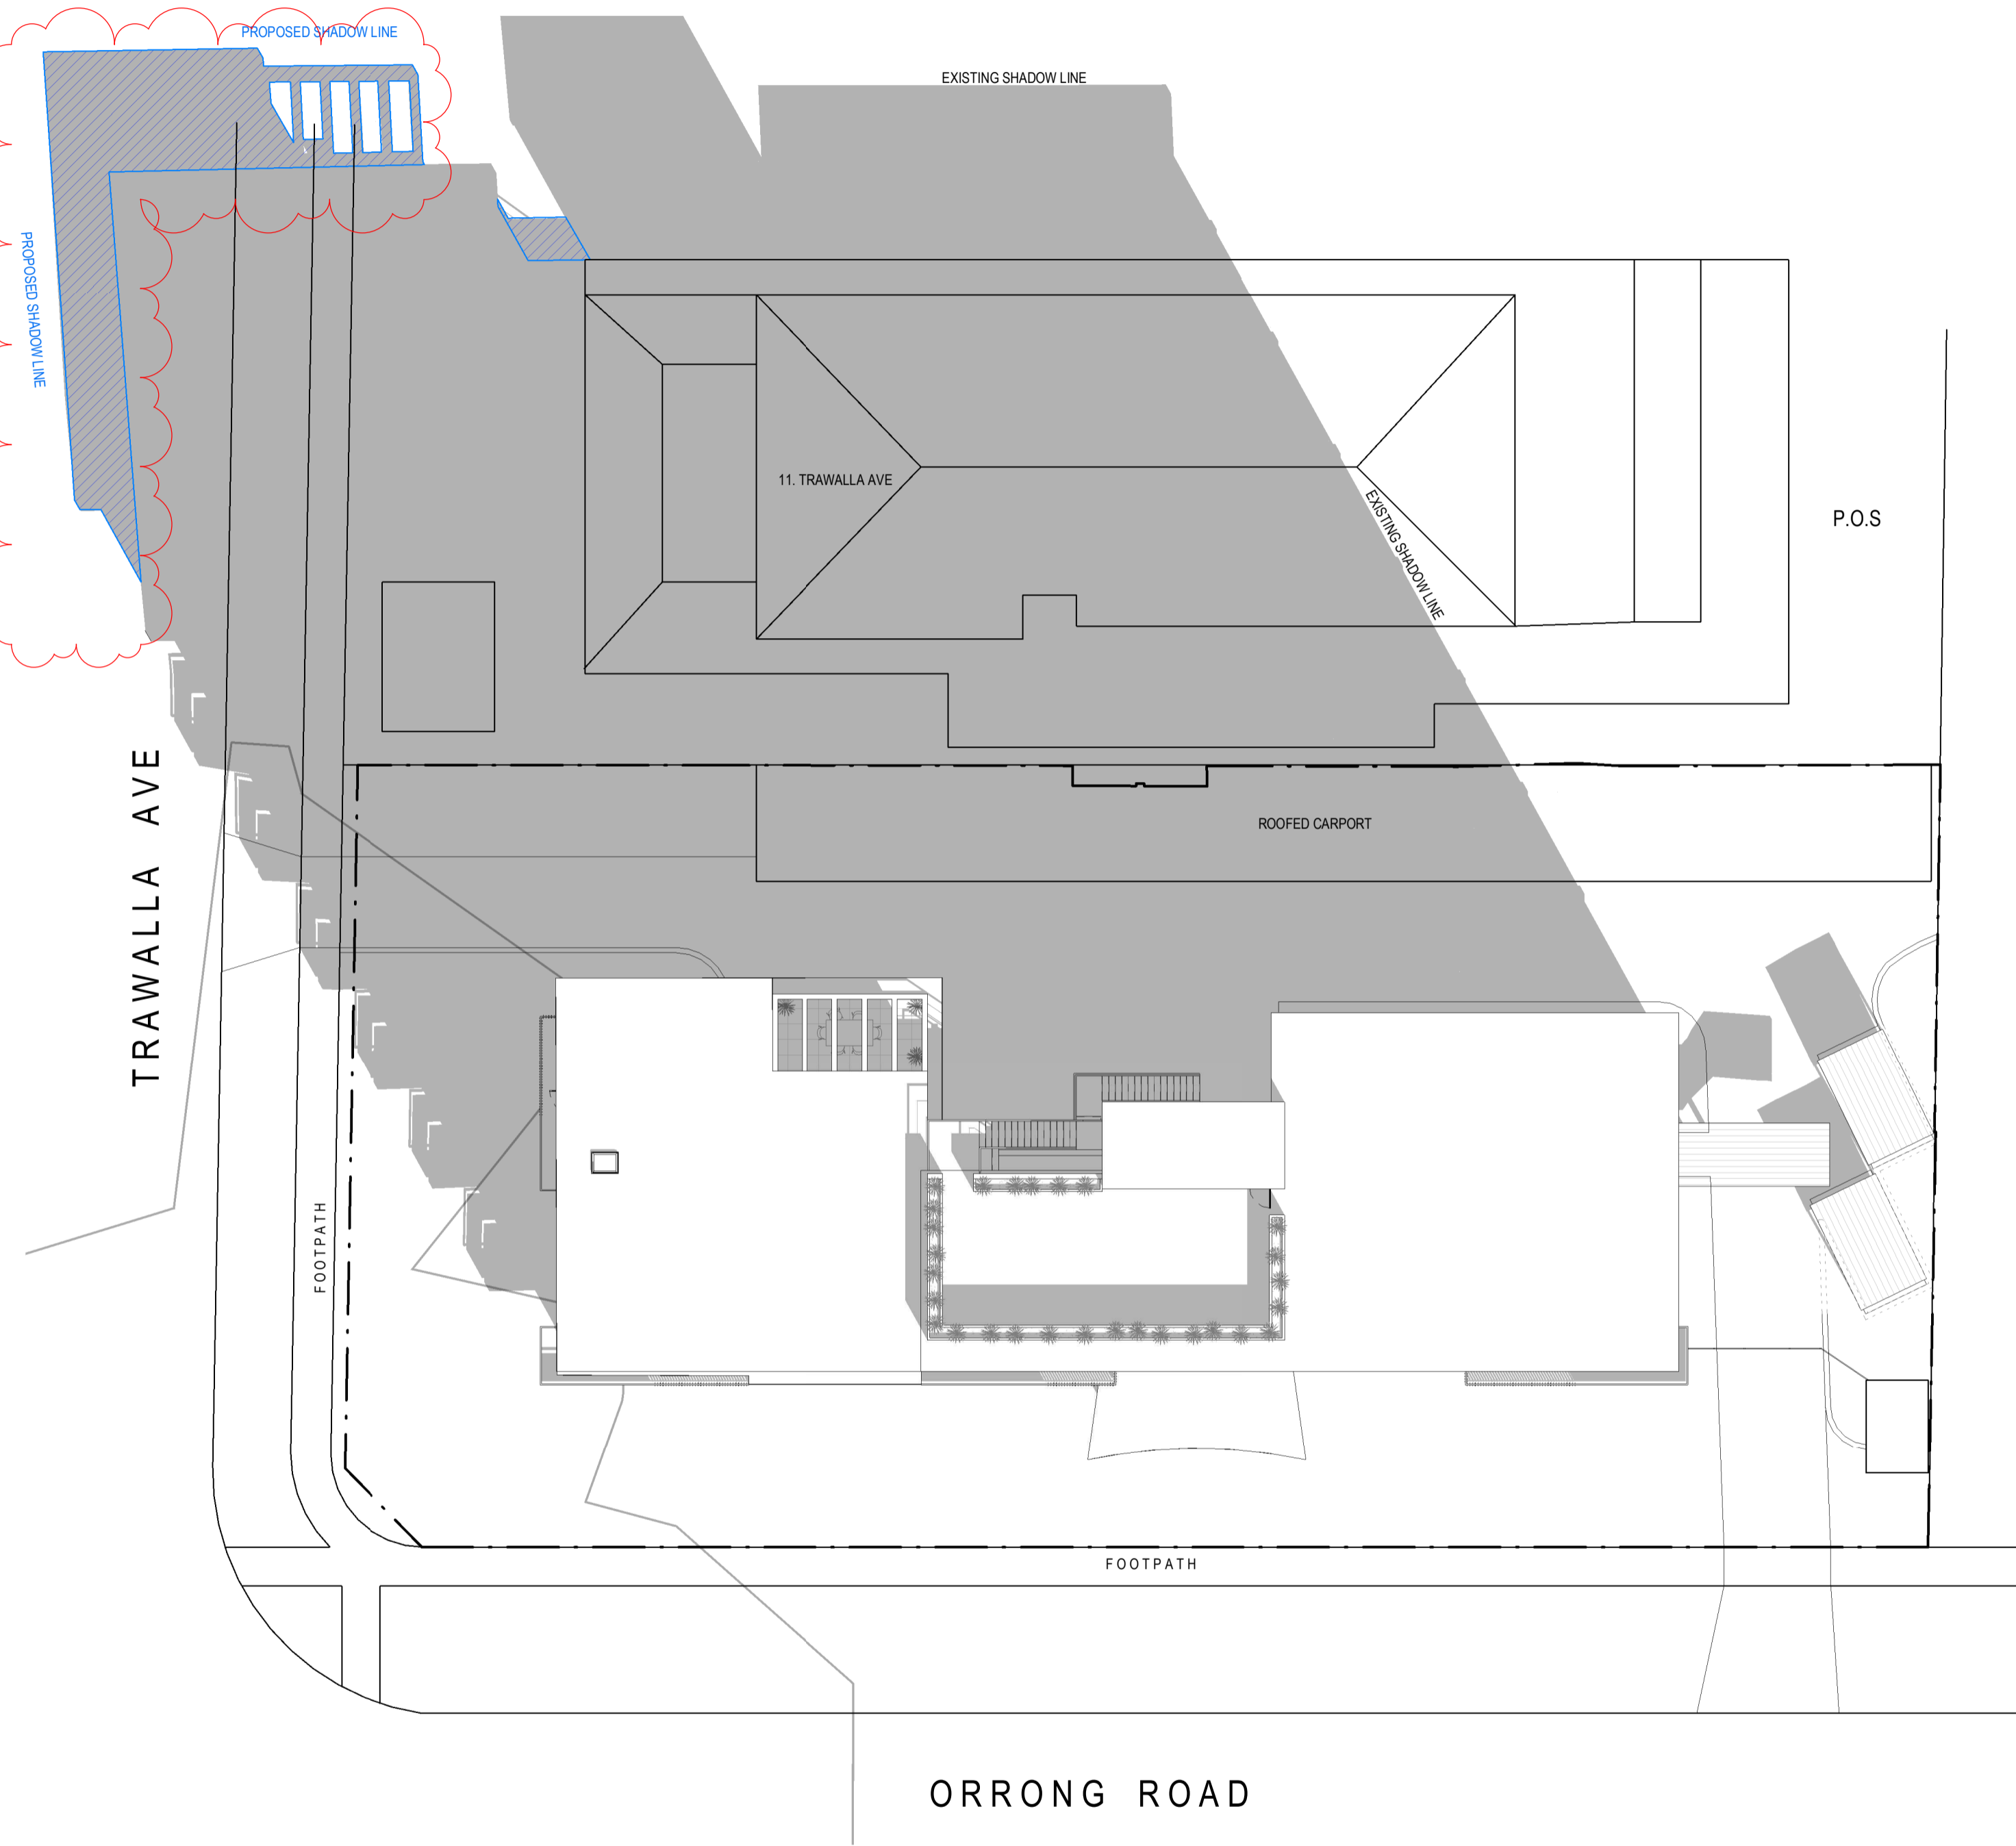 PROPOSED SHADOW LINE
EXISTING SHADOW LINE
PROPOSED SHADOW LINE
11. TRAWALLA AVE
EXISTING SHADOW LINE
P.O.S
TRAWALLA AVE
ROOFED CARPORT
FOOTPATH
FOOTPATH
ORRONG ROAD